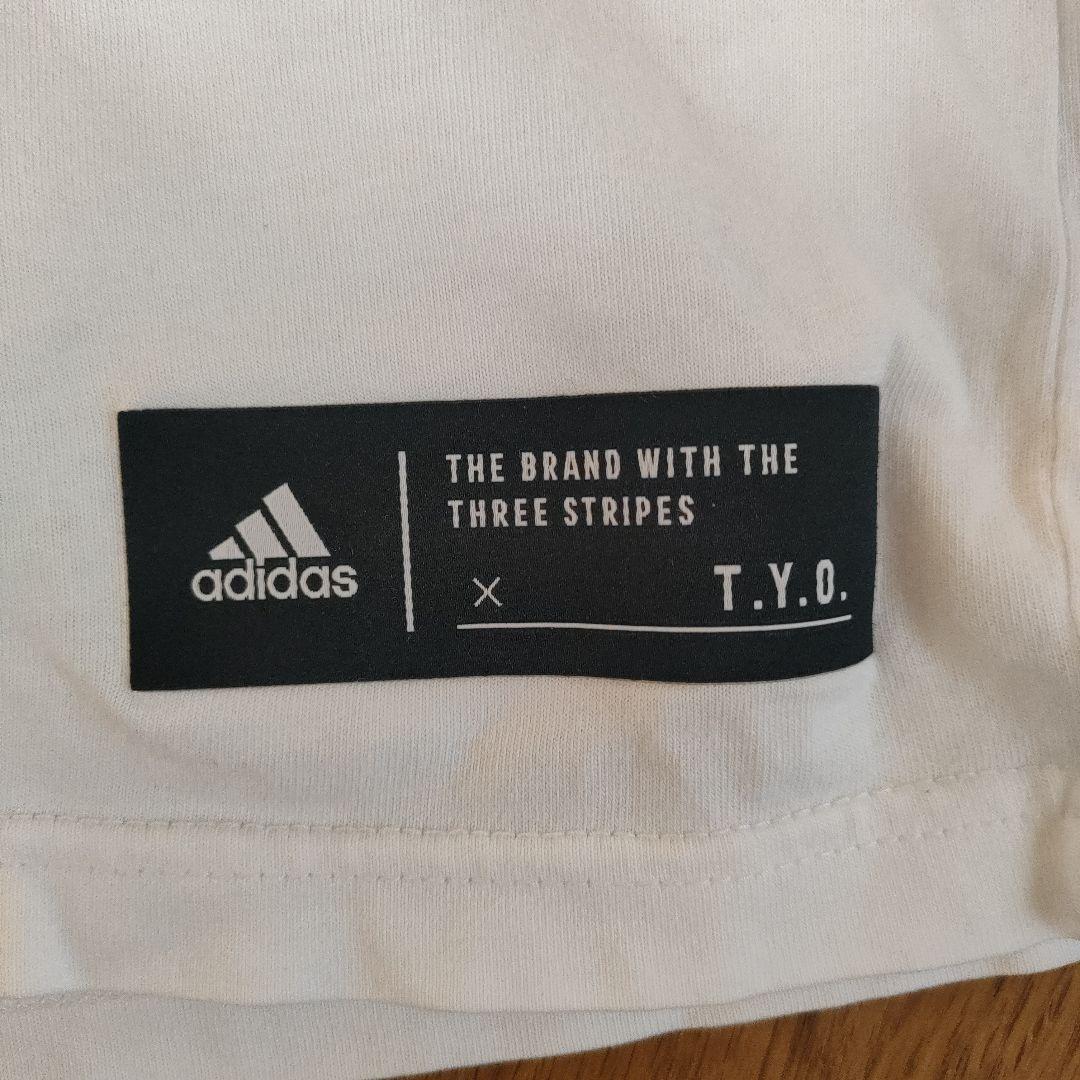 adidas
THE BRAND WITH THE
THREE STRIPES
× T.Y.O.